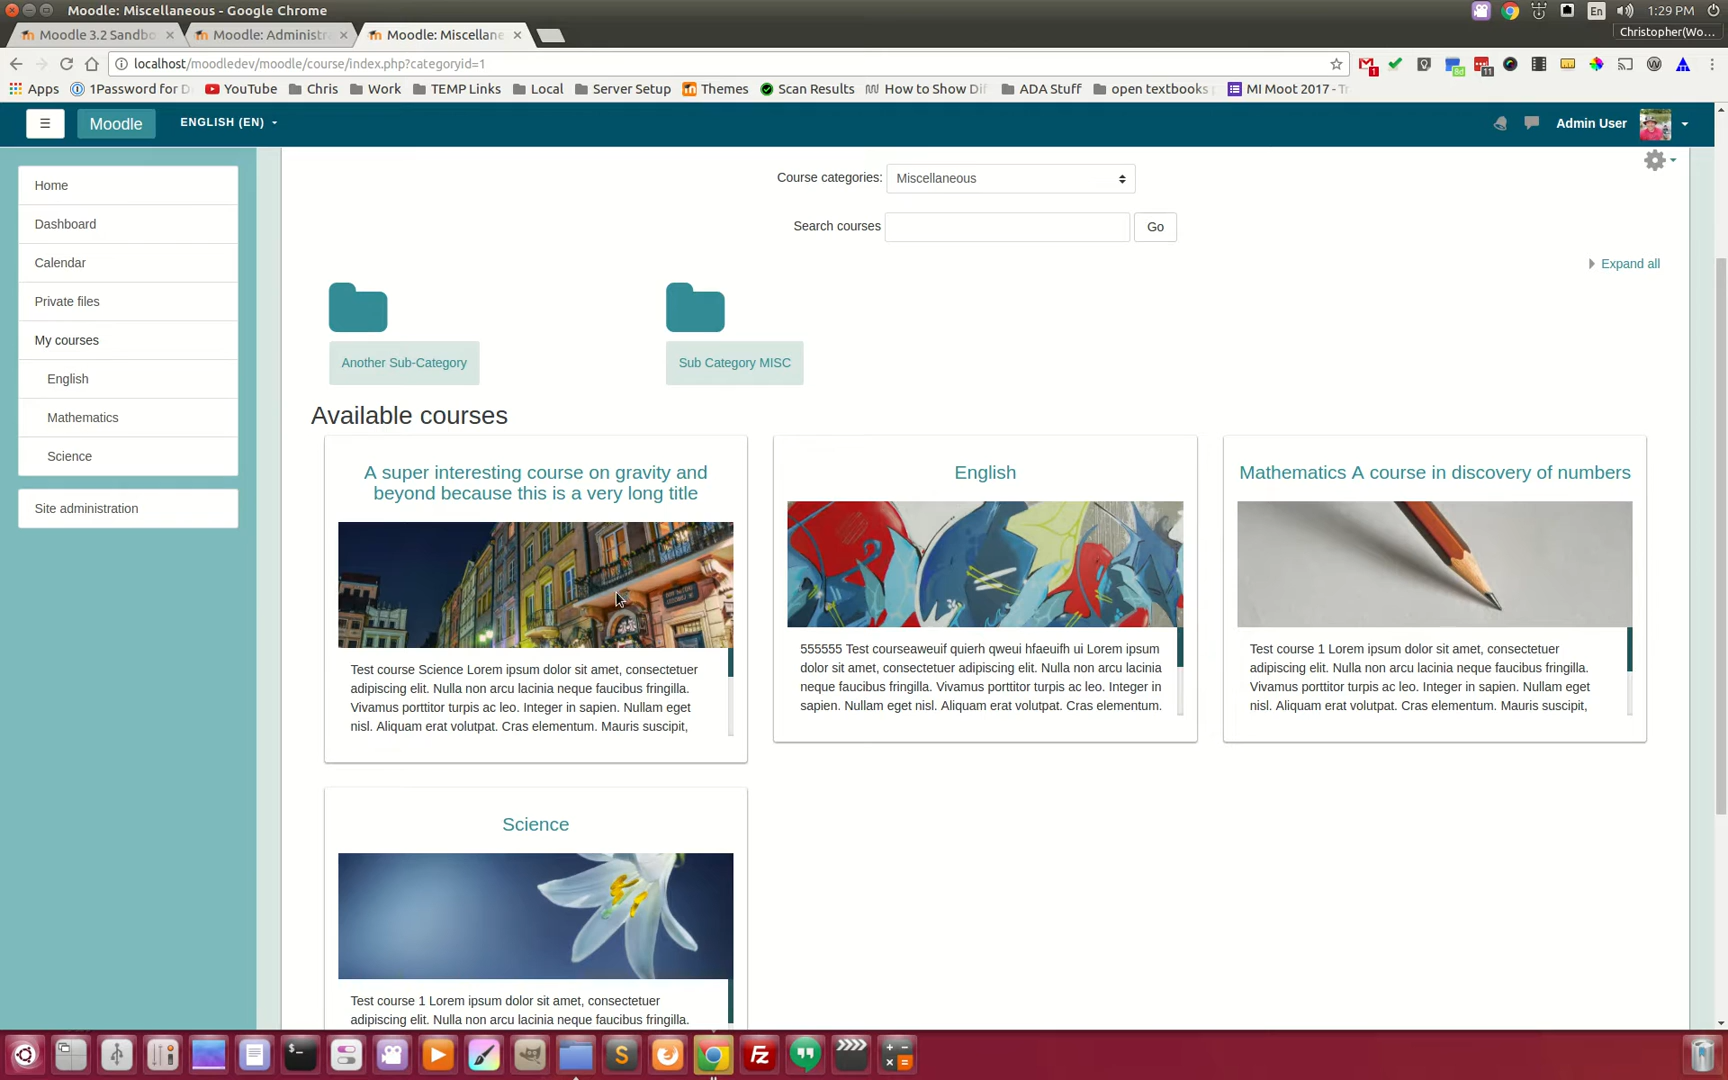 Moodle: Miscellaneous - Google Chrome
En
1:29 PM
Moodle 3.2 Sandbo
Moodle: Administra
Moodle: Miscellane
Christopher(Wo...
localhost/moodledev/moodle/course/index.php?categoryid=1
Apps
1Password for D
YouTube
Chris
Work
TEMP Links
Local
Server Setup
Themes
Scan Results
How to Show Di
ADA Stuff
open textbooks
MI Moot 2017 - Tr
Moodle
ENGLISH (EN)
Admin User
Home
Dashboard
Calendar
Private files
My courses
English
Mathematics
Science
Site administration
Course categories: Miscellaneous
Search courses
Go
Expand all
Another Sub-Category
Sub Category MISC
Available courses
A super interesting course on gravity and
beyond because this is a very long title
Test course Science Lorem ipsum dolor sit amet, consectetuer
adipiscing elit. Nulla non arcu lacinia neque faucibus fringilla.
Vivamus porttitor turpis ac leo. Integer in sapien. Nullam eget
nisl. Aliquam erat volutpat. Cras elementum. Mauris suscipit,
English
555555 Test courseaweuif quierh qweui hfaeuifh ui Lorem ipsum
dolor sit amet, consectetuer adipiscing elit. Nulla non arcu lacinia
neque faucibus fringilla. Vivamus porttitor turpis ac leo. Integer in
sapien. Nullam eget nisl. Aliquam erat volutpat. Cras elementum.
Mathematics A course in discovery of numbers
Test course 1 Lorem ipsum dolor sit amet, consectetuer
adipiscing elit. Nulla non arcu lacinia neque faucibus fringilla.
Vivamus porttitor turpis ac leo. Integer in sapien. Nullam eget
nisl. Aliquam erat volutpat. Cras elementum. Mauris suscipit,
Science
Test course 1 Lorem ipsum dolor sit amet, consectetuer
adipiscing elit. Nulla non arcu lacinia neque faucibus fringilla.